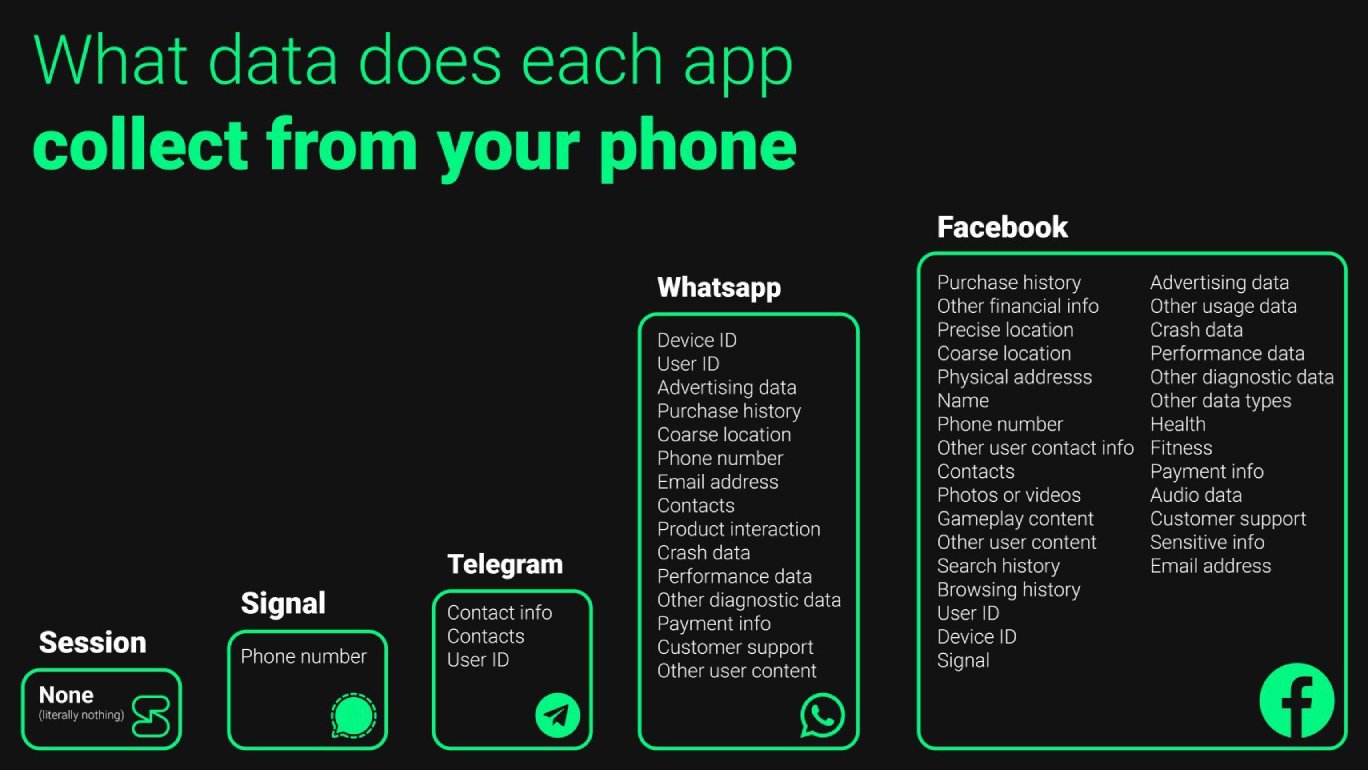 What data does each app
collect from your phone
Session
None
(literally nothing)
Signal
Phone number
Telegram
Contact info
Contacts
User ID
Whatsapp
Device ID
User ID
Advertising data
Purchase history
Coarse location
Phone number
Email address
Contacts
Product interaction
Crash data
Performance data
Other diagnostic data
Payment info
Customer support
Other user content
Facebook
Purchase history
Other financial info
Precise location
Coarse location
Physical addresss
Name
Phone number
Other user contact info
Contacts
Photos or videos
Gameplay content
Other user content
Search history
Browsing history
User ID
Device ID
Signal
Advertising data
Other usage data
Crash data
Performance data
Other diagnostic data
Other data types
Health
Fitness
Payment info
Audio data
Customer support
Sensitive info
Email address